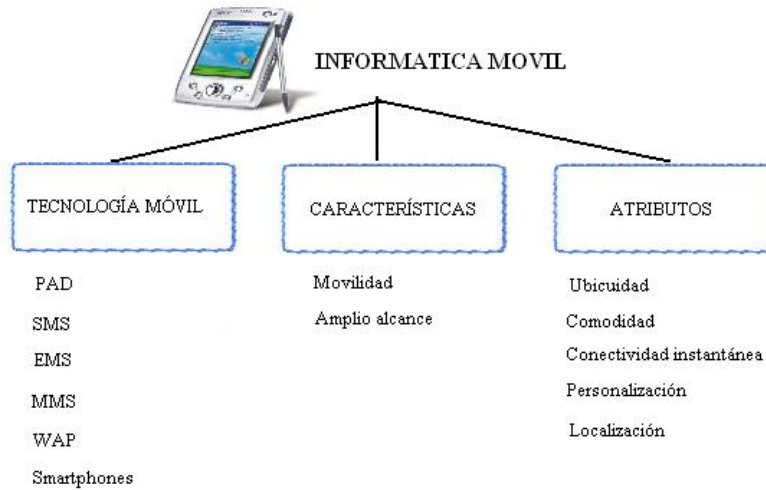 INFORMATICA MOVIL
TECNOLOGÍA MÓVIL
PAD
SMS
EMS
MMS
WAP
Smartphones
CARACTERÍSTICAS
Movilidad
Amplio alcance
ATRIBUTOS
Ubicuidad
Comodidad
Conectividad instantánea
Personalización
Localización